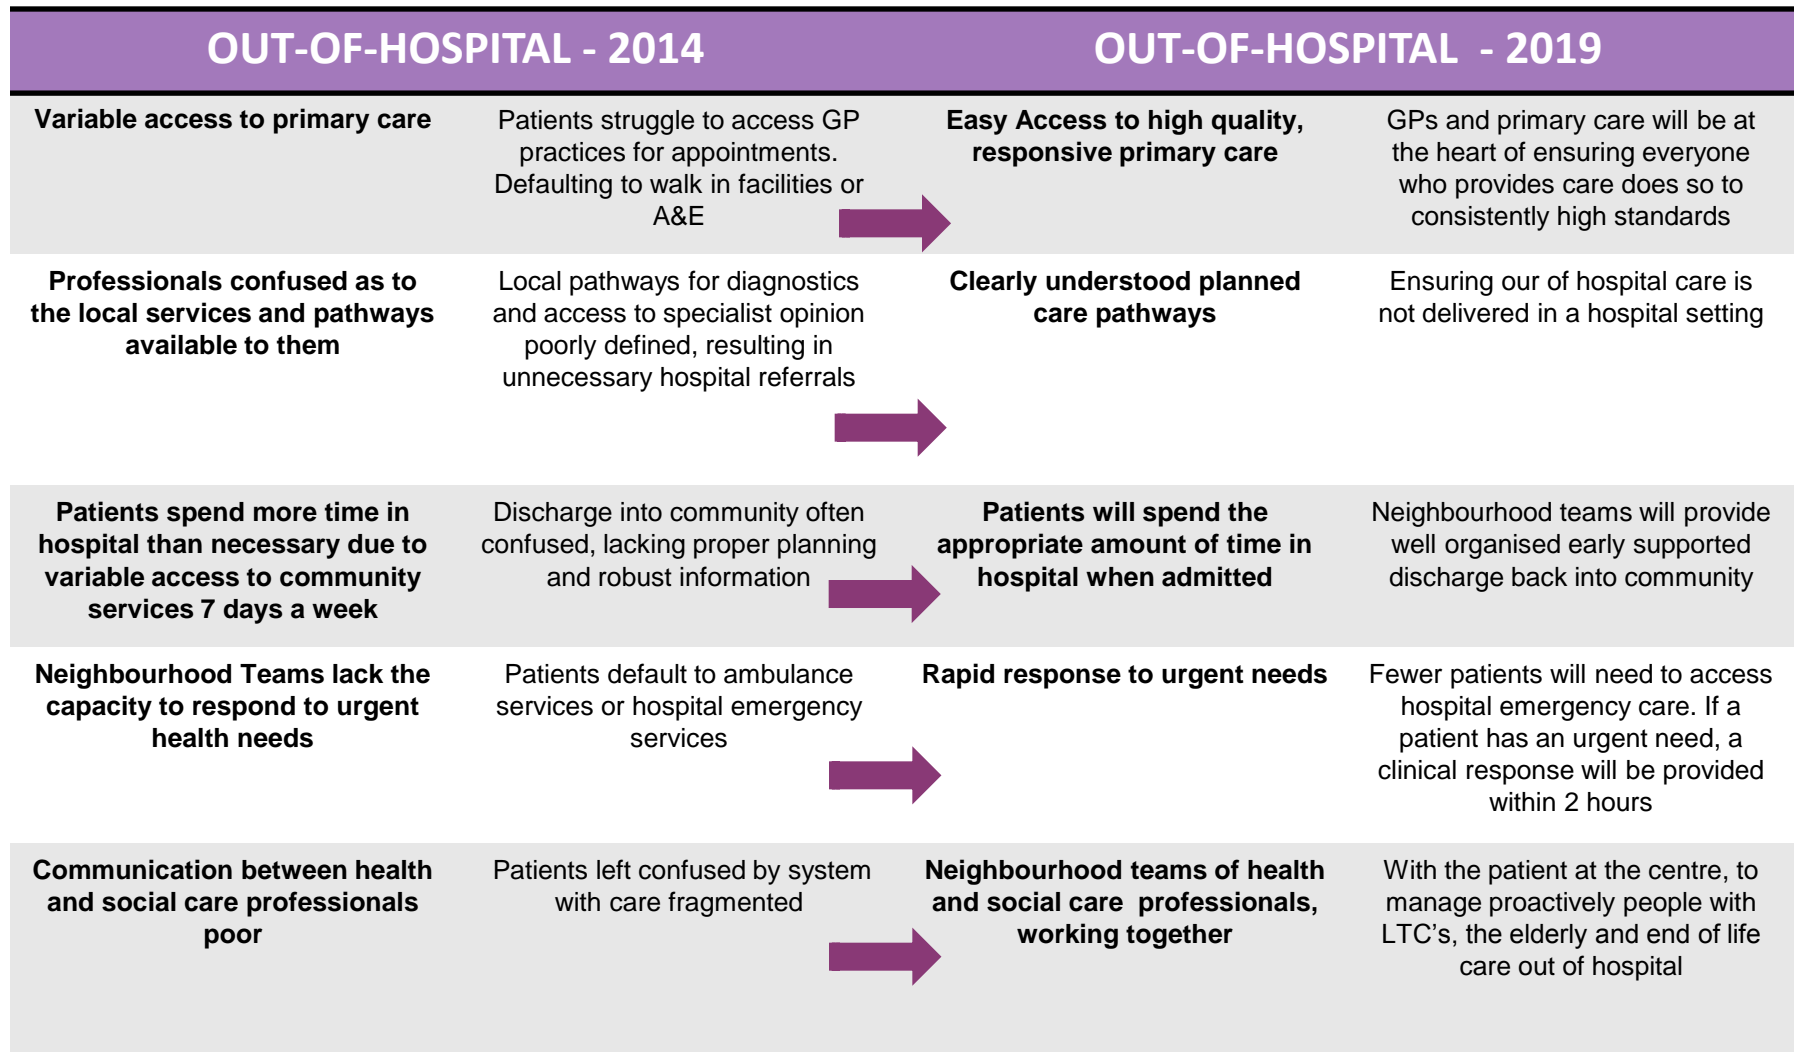 OUT-OF-HOSPITAL - 2014
OUT-OF-HOSPITAL - 2019
Variable access to primary care
Patients struggle to access GP
practices for appointments.
Defaulting to walk in facilities or
A&E
Easy Access to high quality,
responsive primary care
GPs and primary care will be at
the heart of ensuring everyone
who provides care does so to
consistently high standards
Professionals confused as to
the local services and pathways
available to them
Local pathways for diagnostics
and access to specialist opinion
poorly defined, resulting in
unnecessary hospital referrals
Clearly understood planned
care pathways
Ensuring our of hospital care is
not delivered in a hospital setting
Patients spend more time in
hospital than necessary due to
variable access to community
services 7 days a week
Discharge into community often
confused, lacking proper planning
and robust information
Patients will spend the
appropriate amount of time in
hospital when admitted
Neighbourhood teams will provide
well organised early supported
discharge back into community
Neighbourhood Teams lack the
capacity to respond to urgent
health needs
Patients default to ambulance
services or hospital emergency
services
Rapid response to urgent needs
Fewer patients will need to access
hospital emergency care. If a
patient has an urgent need, a
clinical response will be provided
within 2 hours
Communication between health
and social care professionals
poor
Patients left confused by system
with care fragmented
Neighbourhood teams of health
and social care professionals,
working together
With the patient at the centre, to
manage proactively people with
LTC's, the elderly and end of life
care out of hospital